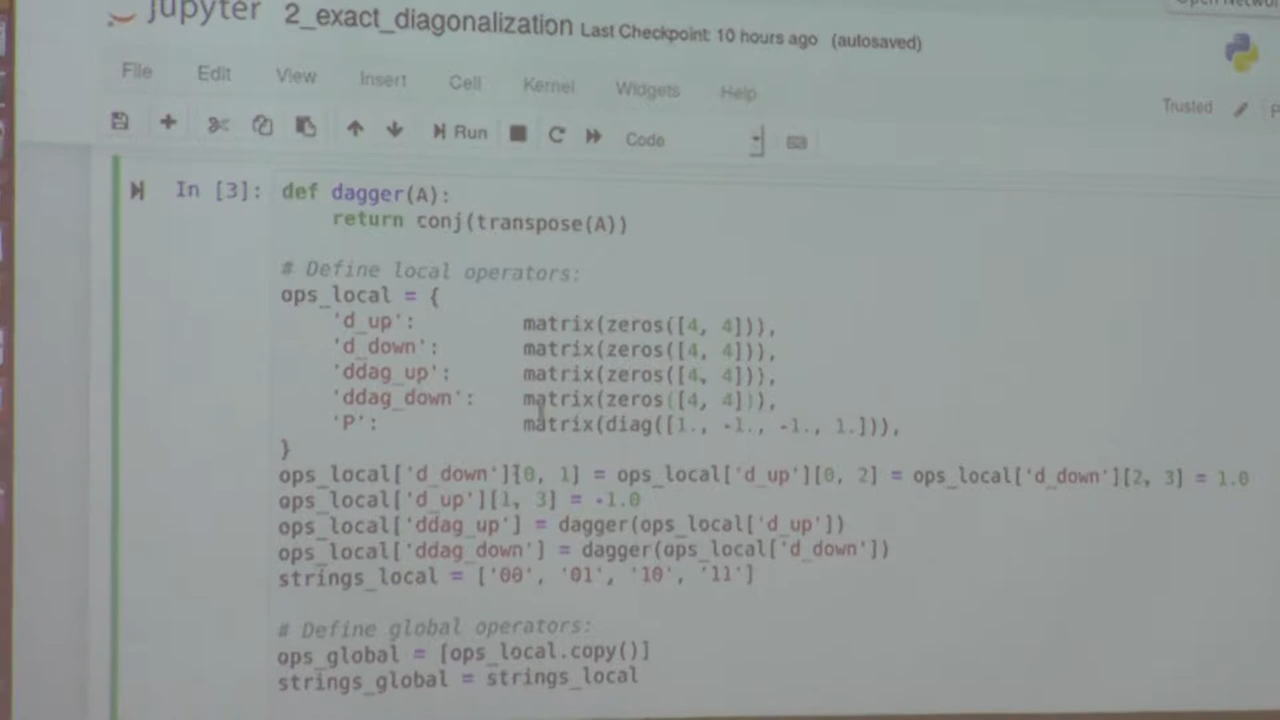 jupyter 2_exact_diagonalization Last Checkpoint: 10 hours ago (autosaved)
File Edit View Insert Cell Kernel Widgets Help
Trusted
Run Code
In [3]: def dagger(A):
return conj(transpose(A))
# Define local operators:
ops_local = {
'd_up': matrix(zeros([4, 4])),
'd_down': matrix(zeros([4, 4])),
'ddag_up': matrix(zeros([4, 4])),
'ddag_down': matrix(zeros([4, 4])),
'P': matrix(diag([1., -1., -1., 1.])),
}
ops_local['d_down'][0, 1] = ops_local['d_up'][0, 2] = ops_local['d_down'][2, 3] = 1.0
ops_local['d_up'][1, 3] = -1.0
ops_local['ddag_up'] = dagger(ops_local['d_up'])
ops_local['ddag_down'] = dagger(ops_local['d_down'])
strings_local = ['00', '01', '10', '11']
# Define global operators:
ops_global = [ops_local.copy()]
strings_global = strings_local